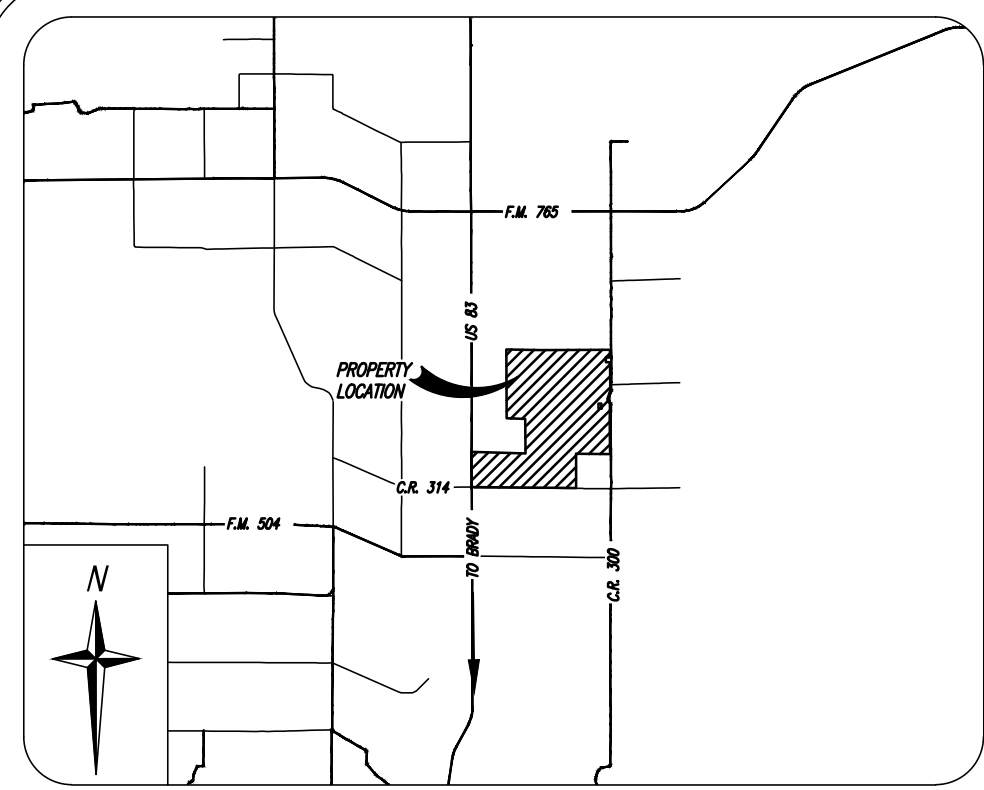 F.M. 765
US 83
PROPERTY
LOCATION
C.R. 314
F.M. 504
TO BRADY
C.R. 300
N